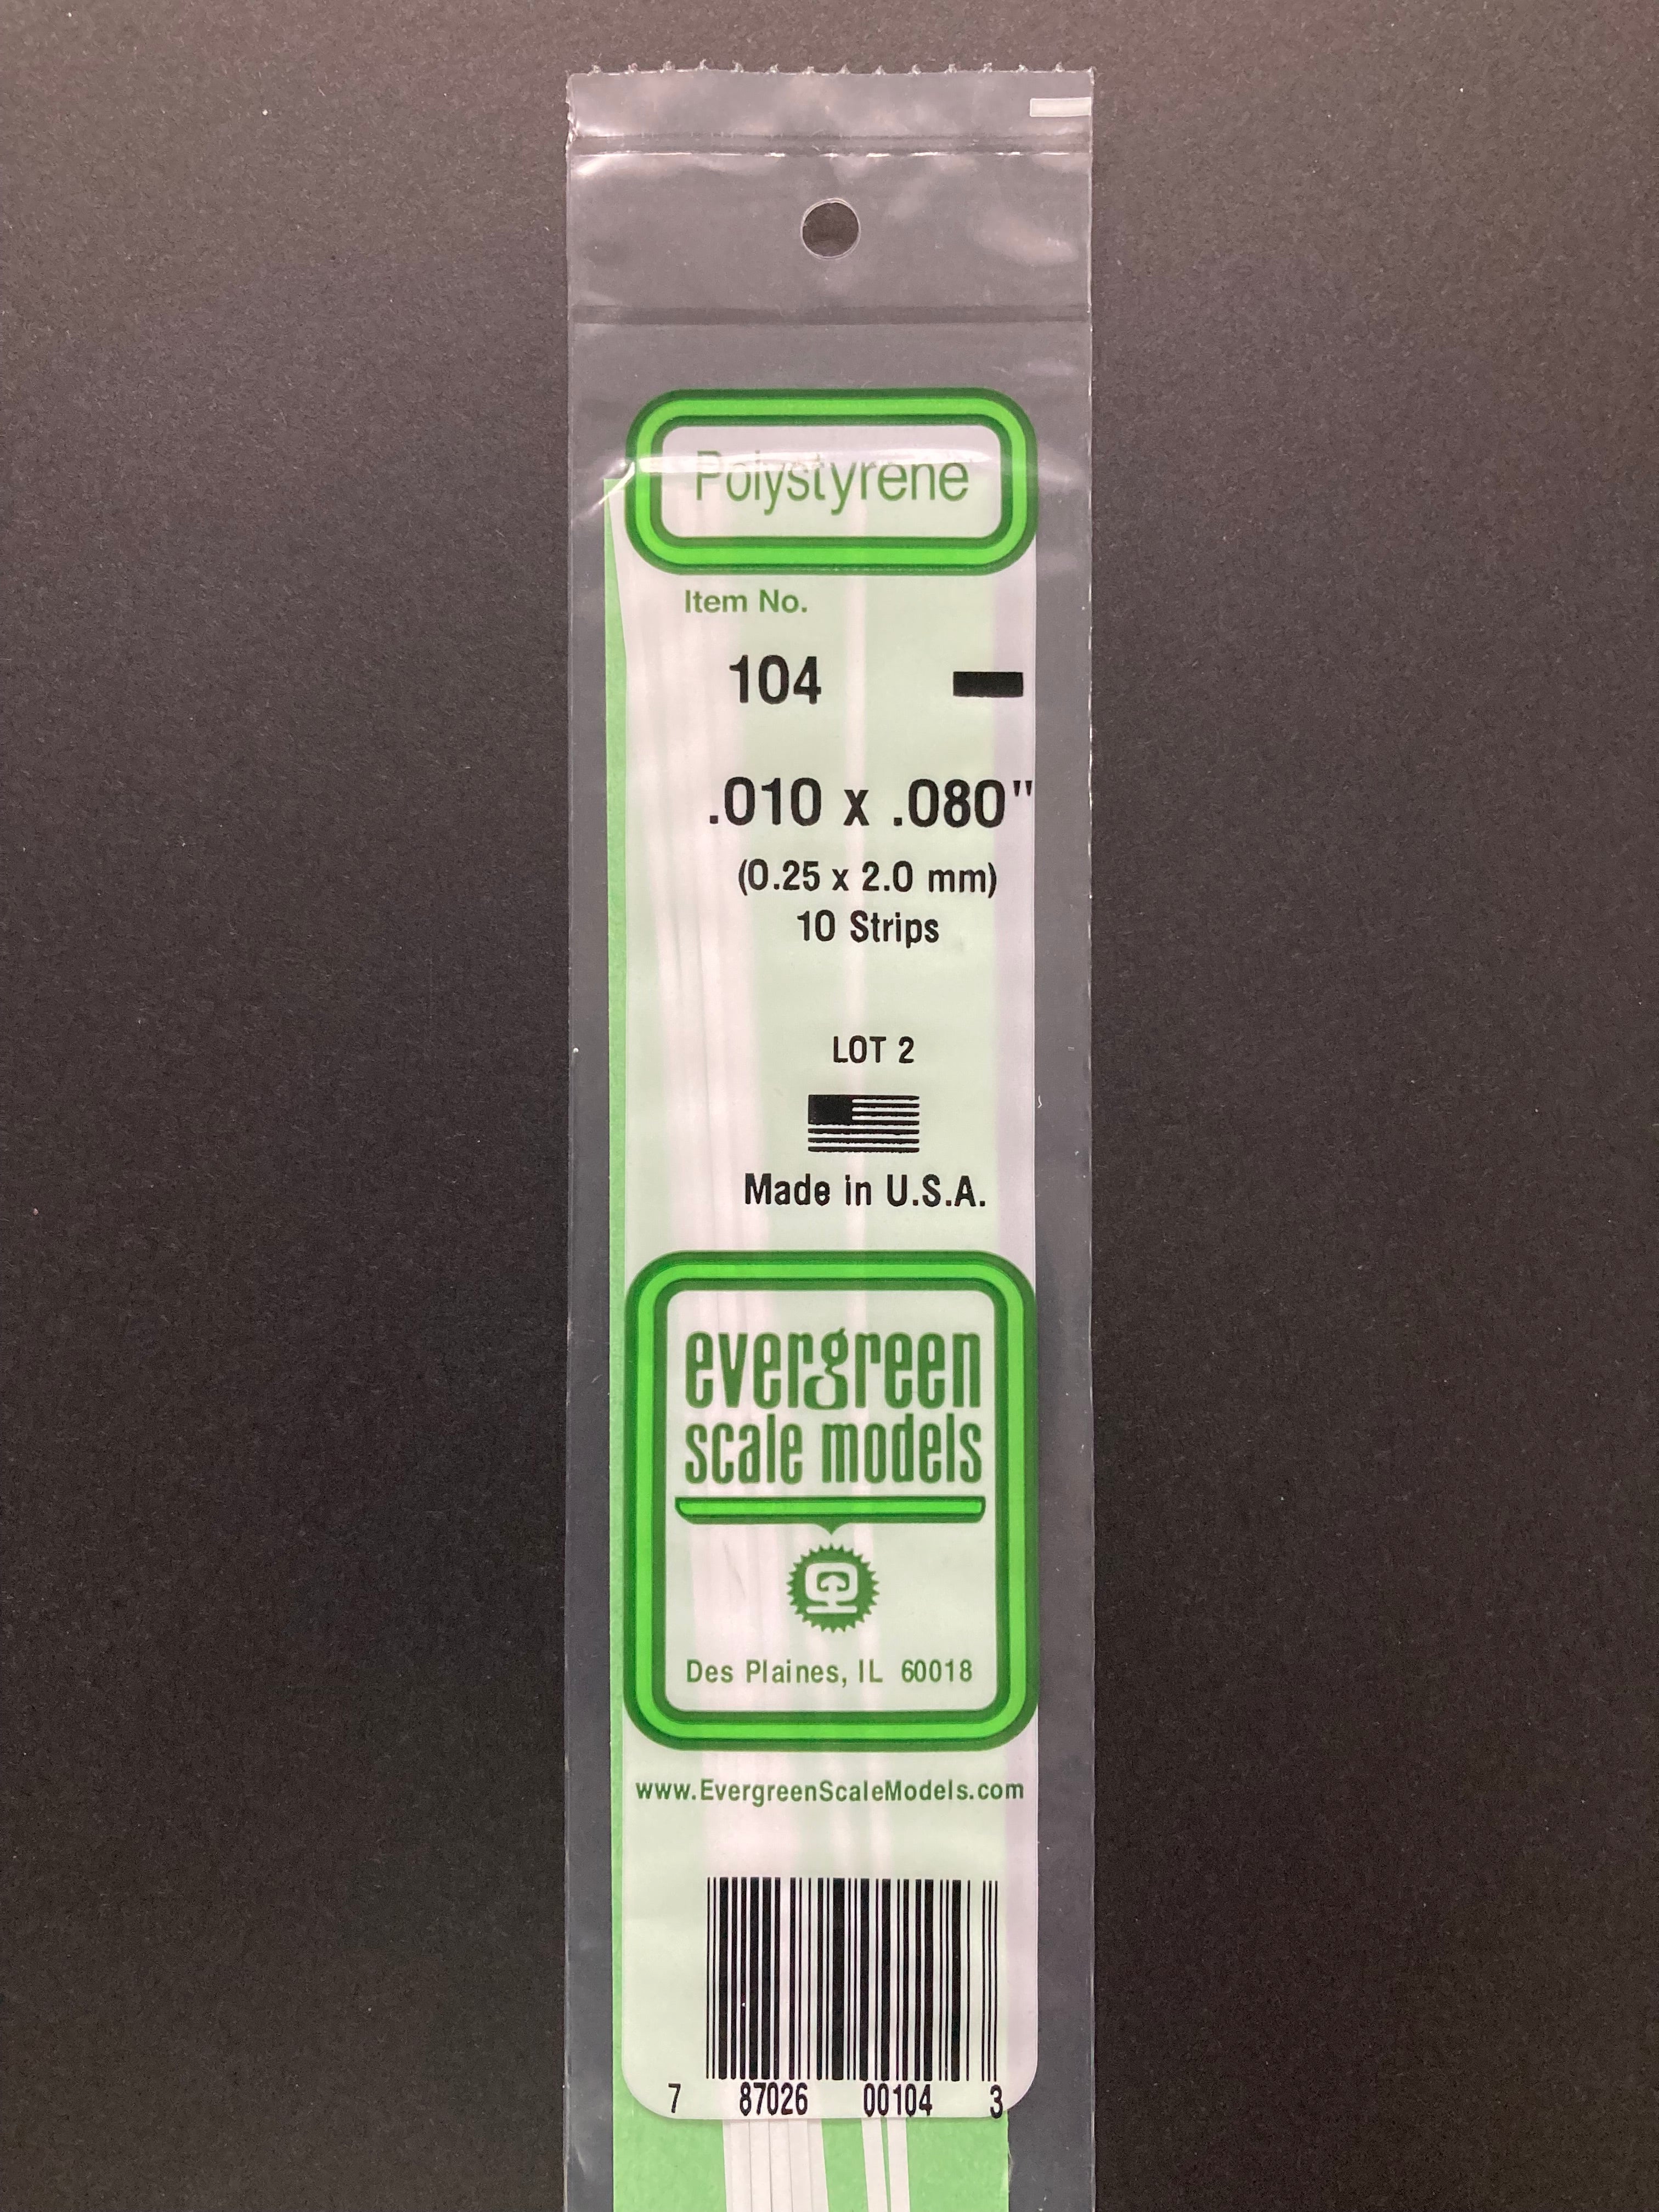 Polystyrene
Item No.
104
.010 x .080"
(0.25 x 2.0 mm)
10 Strips
LOT 2
Made in U.S.A.
evergreen
scale models
Des Plaines, IL 60018
www.EvergreenScaleModels.com
7 87026 00104 3